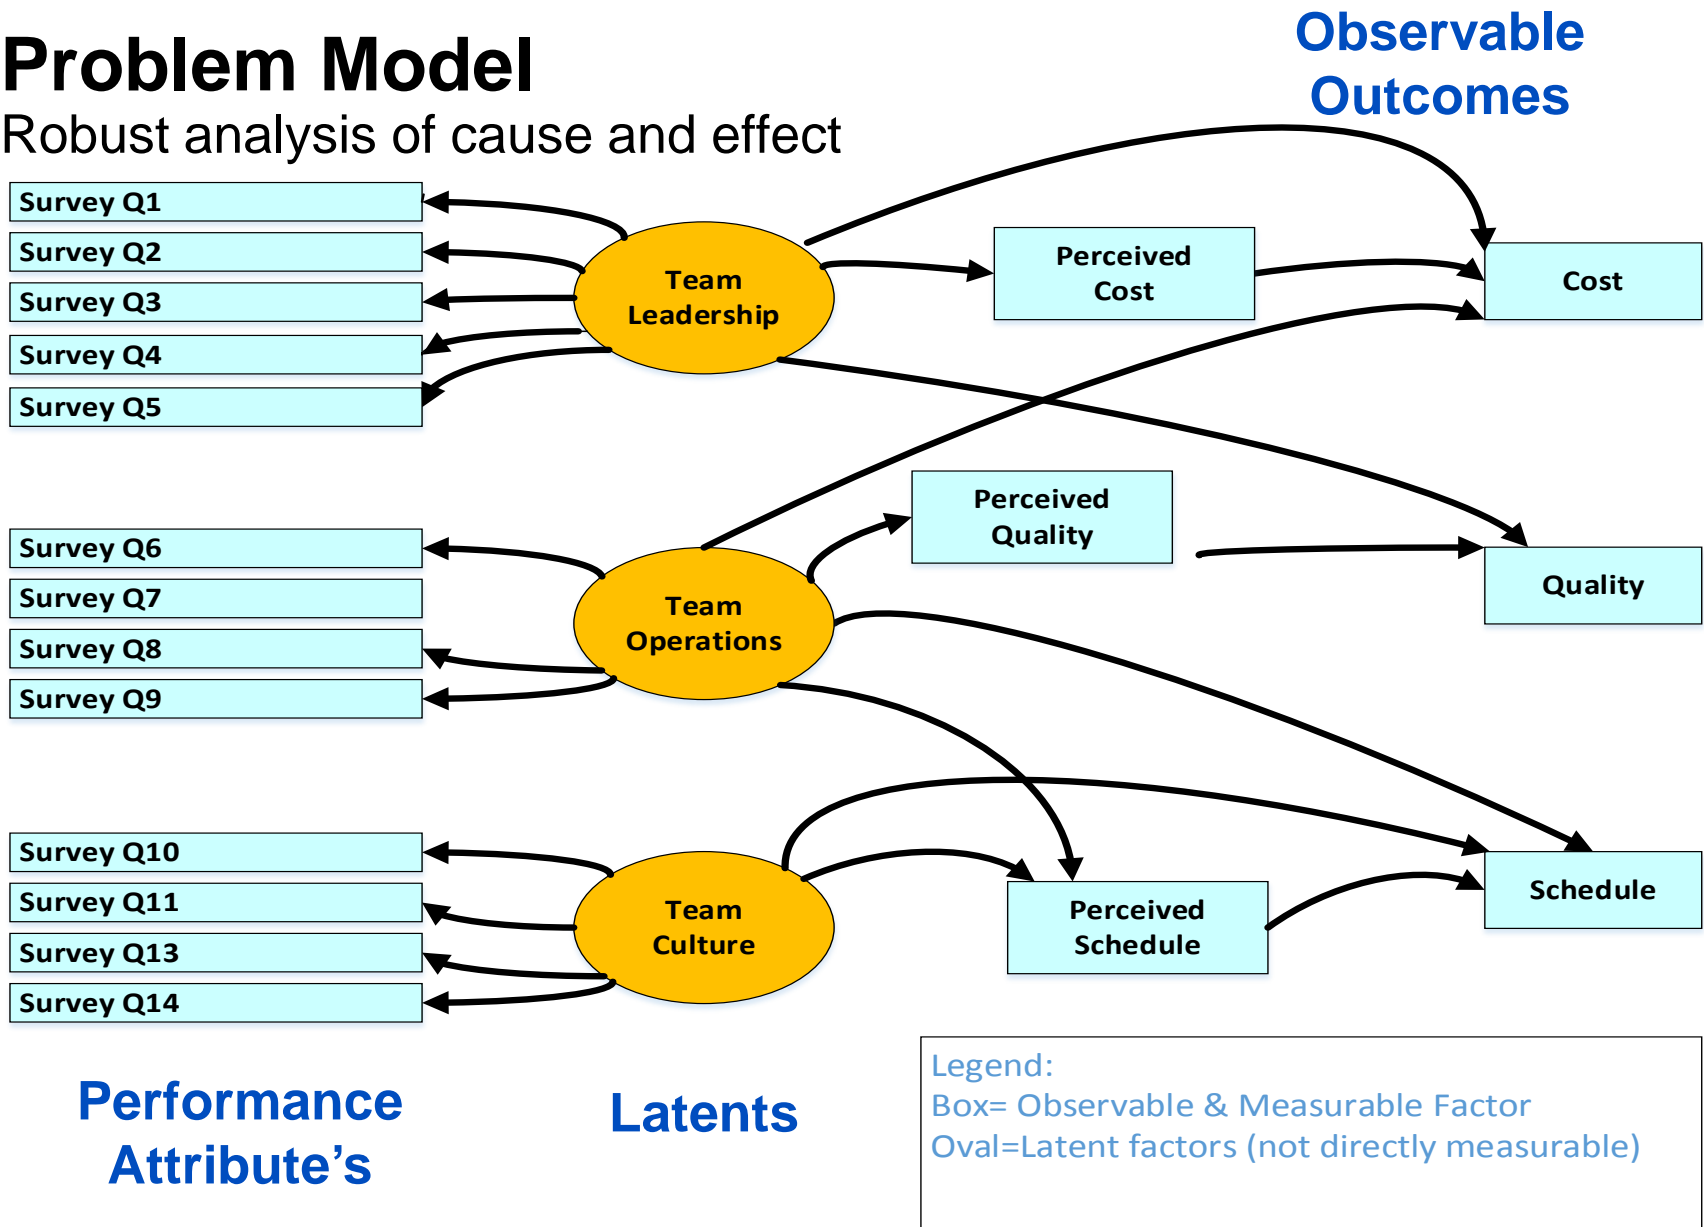 Problem Model
Robust analysis of cause and effect
Observable
Outcomes
Survey Q1
Survey Q2
Survey Q3
Survey Q4
Survey Q5
Team
Leadership
Perceived
Cost
Cost
Survey Q6
Survey Q7
Survey Q8
Survey Q9
Team
Operations
Perceived
Quality
Quality
Survey Q10
Survey Q11
Survey Q13
Survey Q14
Team
Culture
Perceived
Schedule
Schedule
Performance
Attribute’s
Latents
Legend:
Box= Observable & Measurable Factor
Oval=Latent factors (not directly measurable)